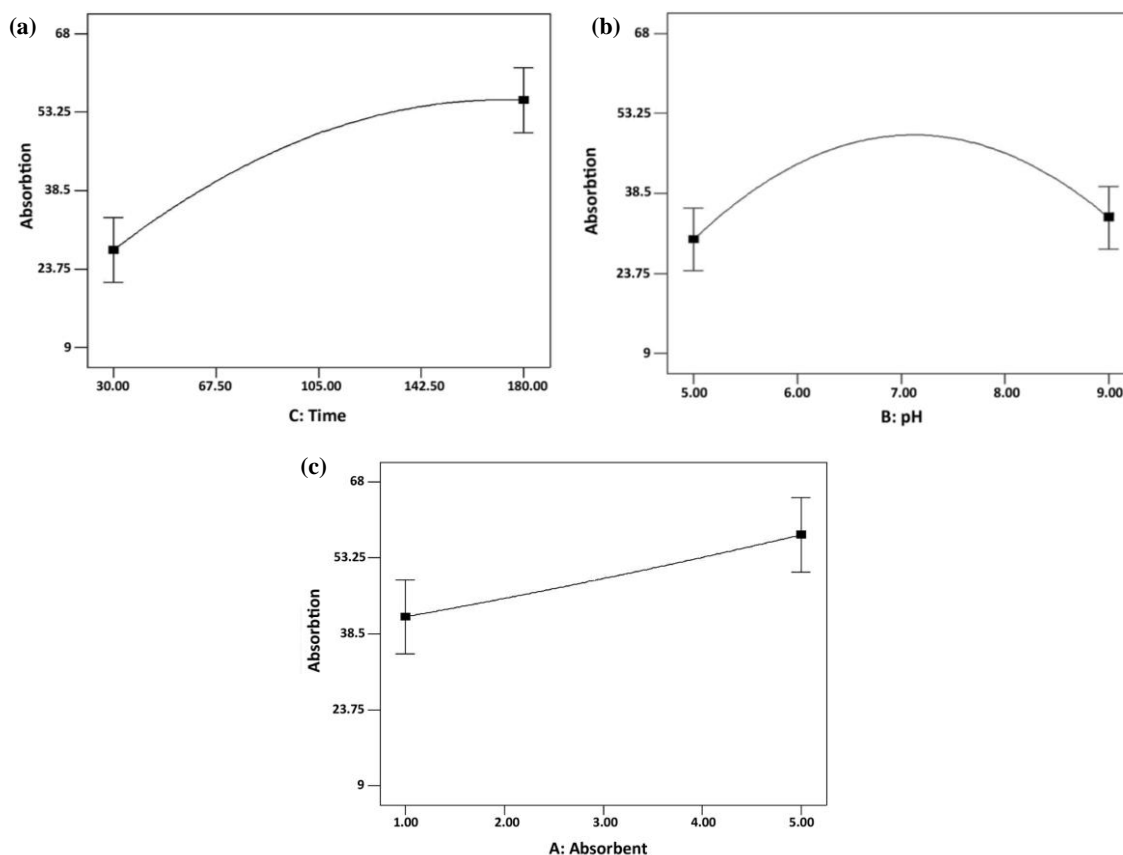 (a)
68
53.25
38.5
23.75
9
Absorbtion
30.00 67.50 105.00 142.50 180.00
C: Time
(b)
68
53.25
38.5
23.75
9
Absorbtion
5.00 6.00 7.00 8.00 9.00
B: pH
(c)
68
53.25
38.5
23.75
9
Absorbtion
1.00 2.00 3.00 4.00 5.00
A: Absorbent